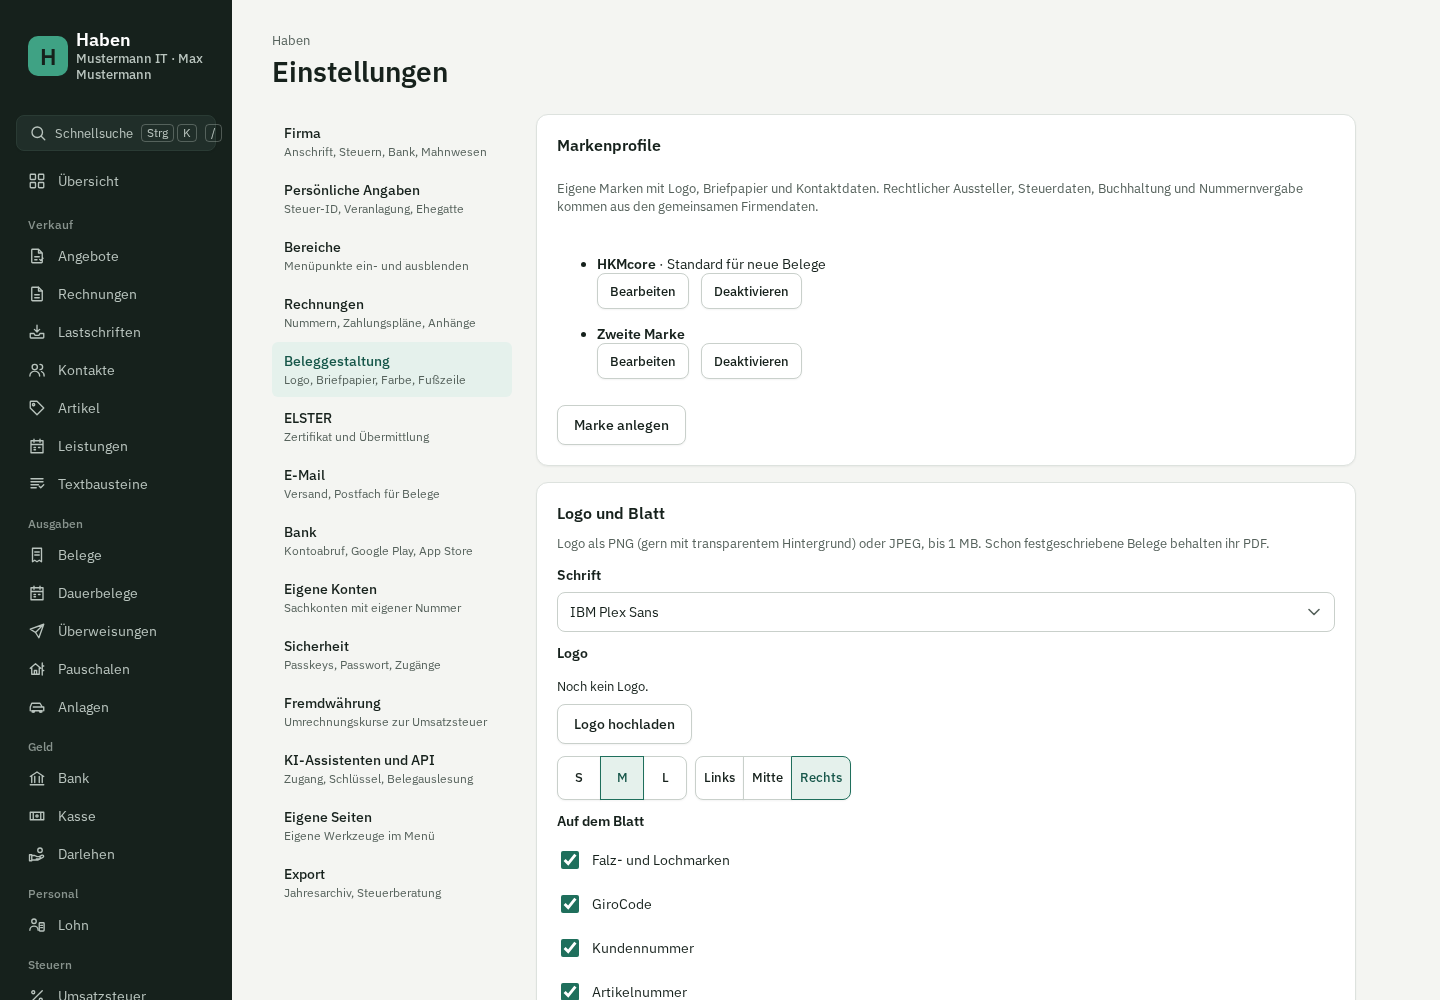 H
Haben
Mustermann IT · Max
Mustermann
Schnellsuche Strg K /
Übersicht
Verkauf
Angebote
Rechnungen
Lastschriften
Kontakte
Artikel
Leistungen
Textbausteine
Ausgaben
Belege
Dauerbelege
Überweisungen
Pauschalen
Anlagen
Geld
Bank
Kasse
Darlehen
Personal
Lohn
Steuern
Umsatzsteuer
Haben
Einstellungen
Firma
Anschrift, Steuern, Bank, Mahnwesen
Persönliche Angaben
Steuer-ID, Veranlagung, Ehegatte
Bereiche
Menüpunkte ein- und ausblenden
Rechnungen
Nummern, Zahlungspläne, Anhänge
Beleggestaltung
Logo, Briefpapier, Farbe, Fußzeile
ELSTER
Zertifikat und Übermittlung
E-Mail
Versand, Postfach für Belege
Bank
Kontoabruf, Google Play, App Store
Eigene Konten
Sachkonten mit eigener Nummer
Sicherheit
Passkeys, Passwort, Zugänge
Fremdwährung
Umrechnungskurse zur Umsatzsteuer
KI-Assistenten und API
Zugang, Schlüssel, Belegauslesung
Eigene Seiten
Eigene Werkzeuge im Menü
Export
Jahresarchiv, Steuerberatung
Markenprofile
Eigene Marken mit Logo, Briefpapier und Kontaktdaten. Rechtlicher Aussteller, Steuerdaten, Buchhaltung und Nummernvergabe
kommen aus den gemeinsamen Firmendaten.
HKMcore · Standard für neue Belege
Bearbeiten Deaktivieren
Zweite Marke
Bearbeiten Deaktivieren
Marke anlegen
Logo und Blatt
Logo als PNG (gern mit transparentem Hintergrund) oder JPEG, bis 1 MB. Schon festgeschriebene Belege behalten ihr PDF.
Schrift
IBM Plex Sans
Logo
Noch kein Logo.
Logo hochladen
S M L Links Mitte Rechts
Auf dem Blatt
Falz- und Lochmarken
GiroCode
Kundennummer
Artikelnummer